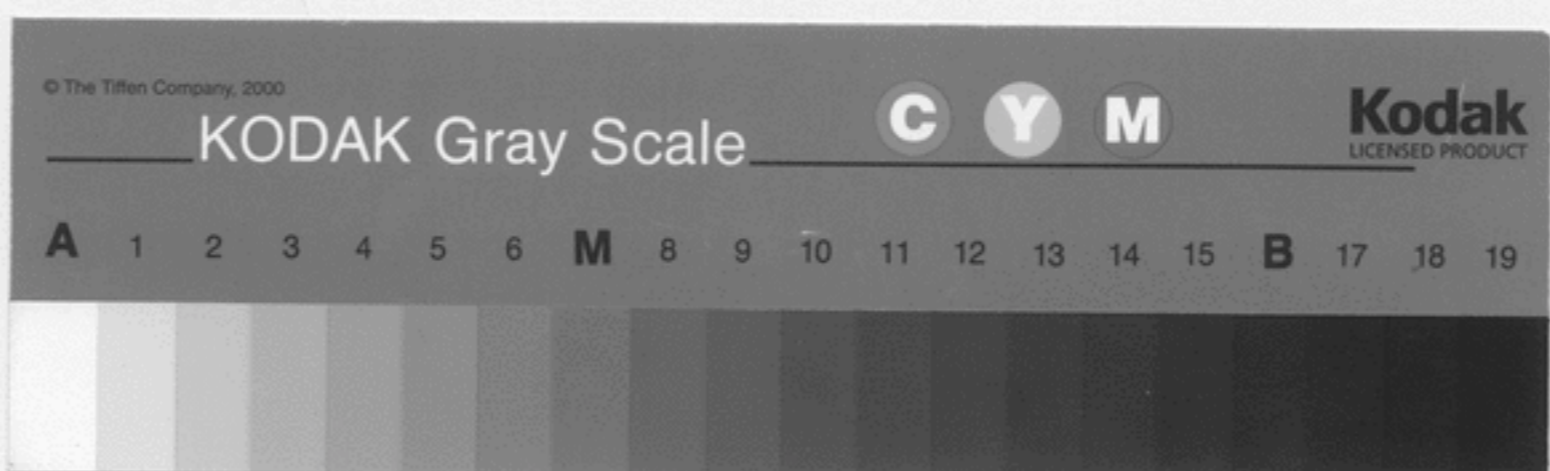 © The Tiffen Company, 2000
KODAK Gray Scale
C Y M
Kodak
LICENSED PRODUCT
A 1 2 3 4 5 6 M 8 9 10 11 12 13 14 15 B 17 18 19